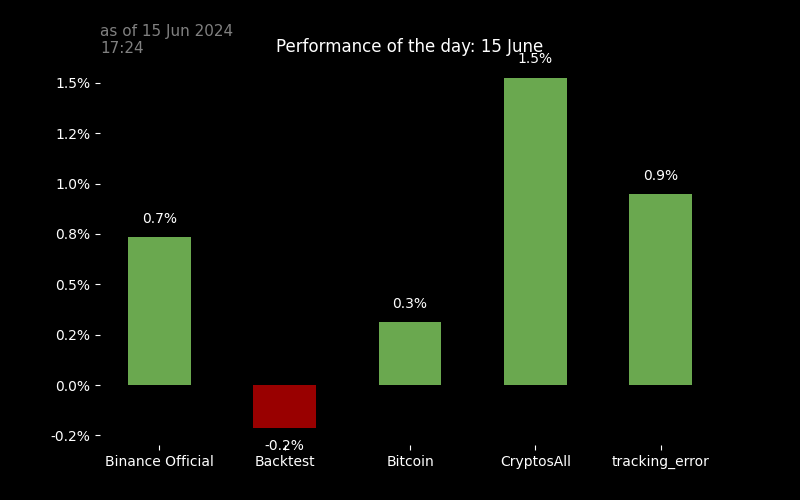 as of 15 Jun 2024
17:24
Performance of the day: 15 June
1.5%
1.5%
1.2%
1.0%
0.9%
0.7%
0.8%
0.5%
0.3%
0.2%
0.0%
-0.2%
-0.2%
Binance Official
Backtest
Bitcoin
CryptosAll
tracking_error